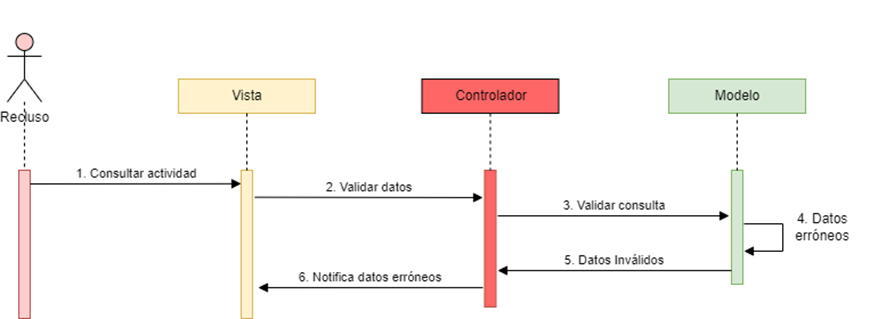 Recluso
Vista
Controlador
Modelo
1. Consultar actividad
2. Validar datos
3. Validar consulta
4. Datos
erróneos
5. Datos Inválidos
6. Notifica datos erróneos